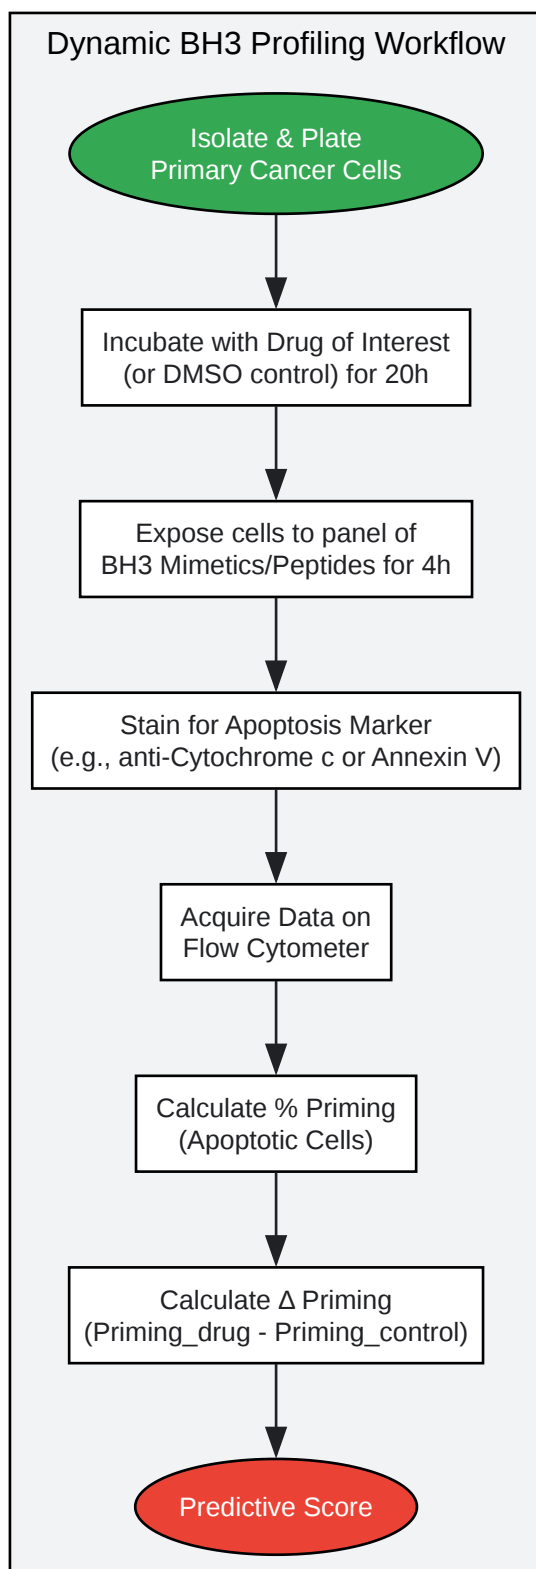 Dynamic BH3 Profiling Workflow
Isolate & Plate
Primary Cancer Cells
Incubate with Drug of Interest
(or DMSO control) for 20h
Expose cells to panel of
BH3 Mimetics/Peptides for 4h
Stain for Apoptosis Marker
(e.g., anti-Cytochrome c or Annexin V)
Acquire Data on
Flow Cytometer
Calculate % Priming
(Apoptotic Cells)
Calculate Δ Priming
(Priming_drug - Priming_control)
Predictive Score